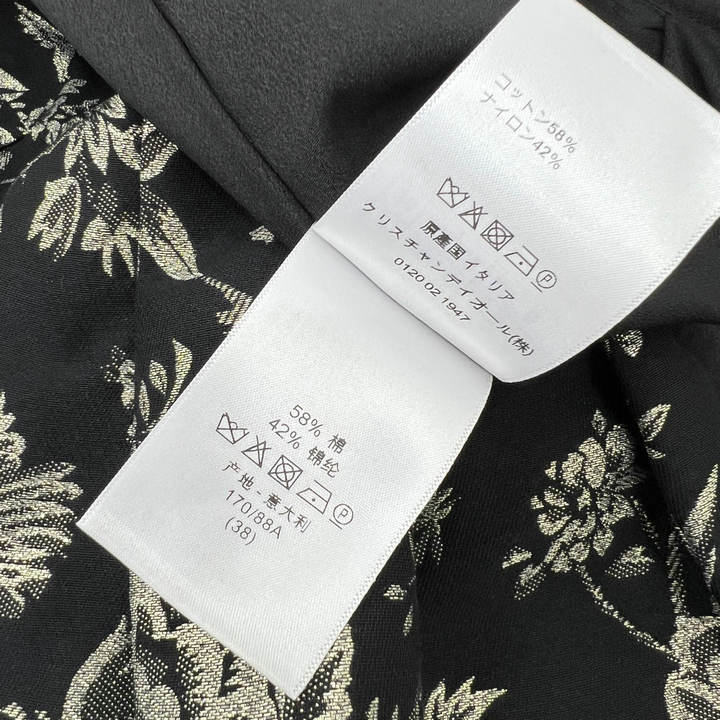 コットン58%
ナイロン42%
原産国イタリア
クリスチャンディオール(株)
0120 02 1947
58% 棉
42% 锦纶
产地 - 意大利
170/88A
(38)